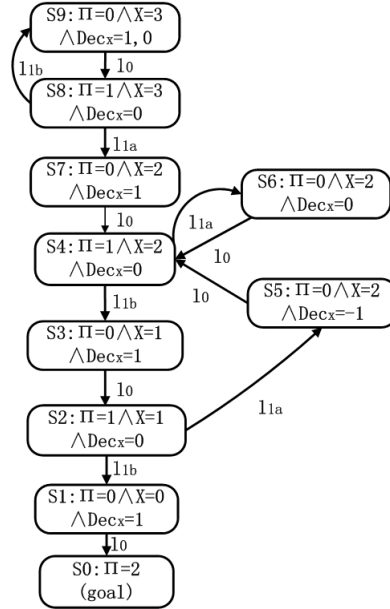 S9:Π=0∧X=3
∧Decx=1,0
l0
l1b
S8:Π=1∧X=3
∧Decx=0
l1a
S7:Π=0∧X=2
∧Decx=1
S6:Π=0∧X=2
∧Decx=0
l0
l1a
l0
S4:Π=1∧X=2
∧Decx=0
l0
S5:Π=0∧X=2
∧Decx=-1
l1b
S3:Π=0∧X=1
∧Decx=1
l0
l1a
S2:Π=1∧X=1
∧Decx=0
l1b
S1:Π=0∧X=0
∧Decx=1
l0
S0:Π=2
(goal)